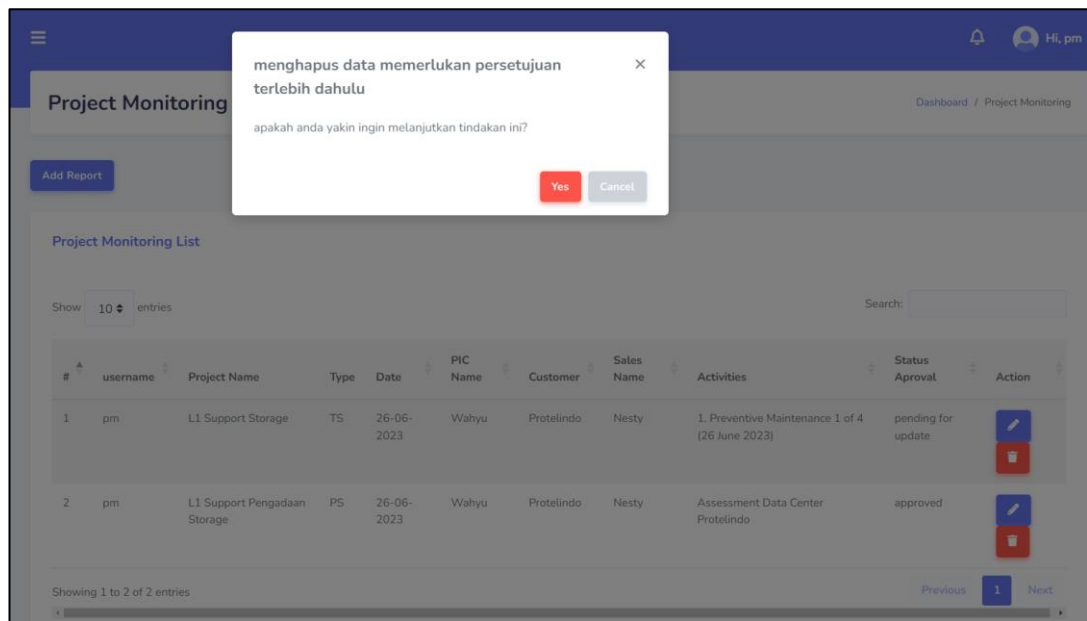 Hi, pm
menghapus data memerlukan persetujuan
terlebih dahulu
×
apakah anda yakin ingin melanjutkan tindakan ini?
Yes
Cancel
Project Monitoring
Dashboard / Project Monitoring
Add Report
Project Monitoring List
Show 10 entries
Search:
# username Project Name Type Date PIC Name Customer Sales Name Activities Status Aproval Action
1 pm L1 Support Storage TS 26-06-2023 Wahyu Protelindo Nesty 1. Preventive Maintenance 1 of 4 (26 June 2023) pending for update
2 pm L1 Support Pengadaan Storage PS 26-06-2023 Wahyu Protelindo Nesty Assessment Data Center Protelindo approved
Showing 1 to 2 of 2 entries
Previous 1 Next